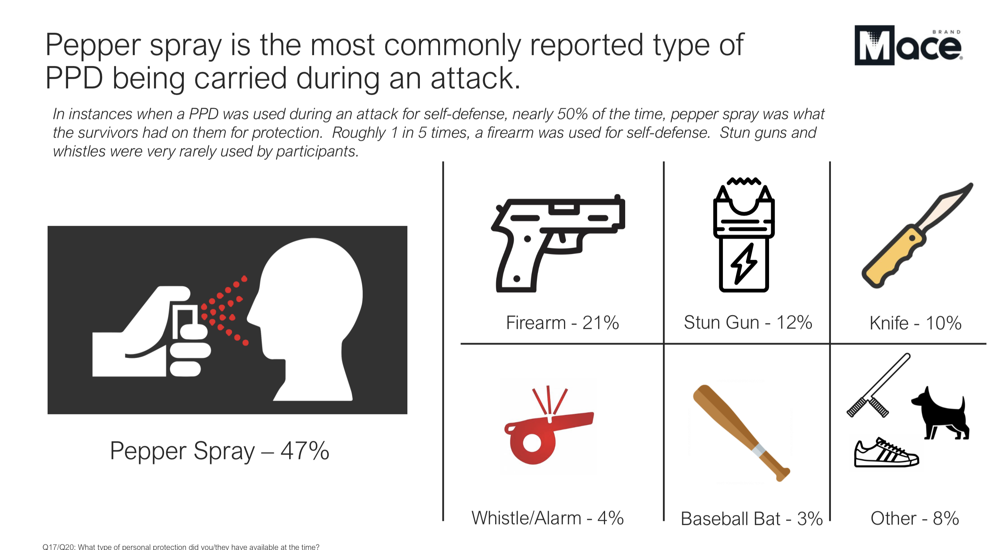 Pepper spray is the most commonly reported type of
PPD being carried during an attack.
BRAND
Mace®
In instances when a PPD was used during an attack for self-defense, nearly 50% of the time, pepper spray was what
the survivors had on them for protection.  Roughly 1 in 5 times, a firearm was used for self-defense.  Stun guns and
whistles were very rarely used by participants.
Pepper Spray – 47%
Firearm - 21%
Stun Gun - 12%
Knife - 10%
Whistle/Alarm - 4%
Baseball Bat - 3%
Other - 8%
Q17/Q20: What type of personal protection did you/they have available at the time?